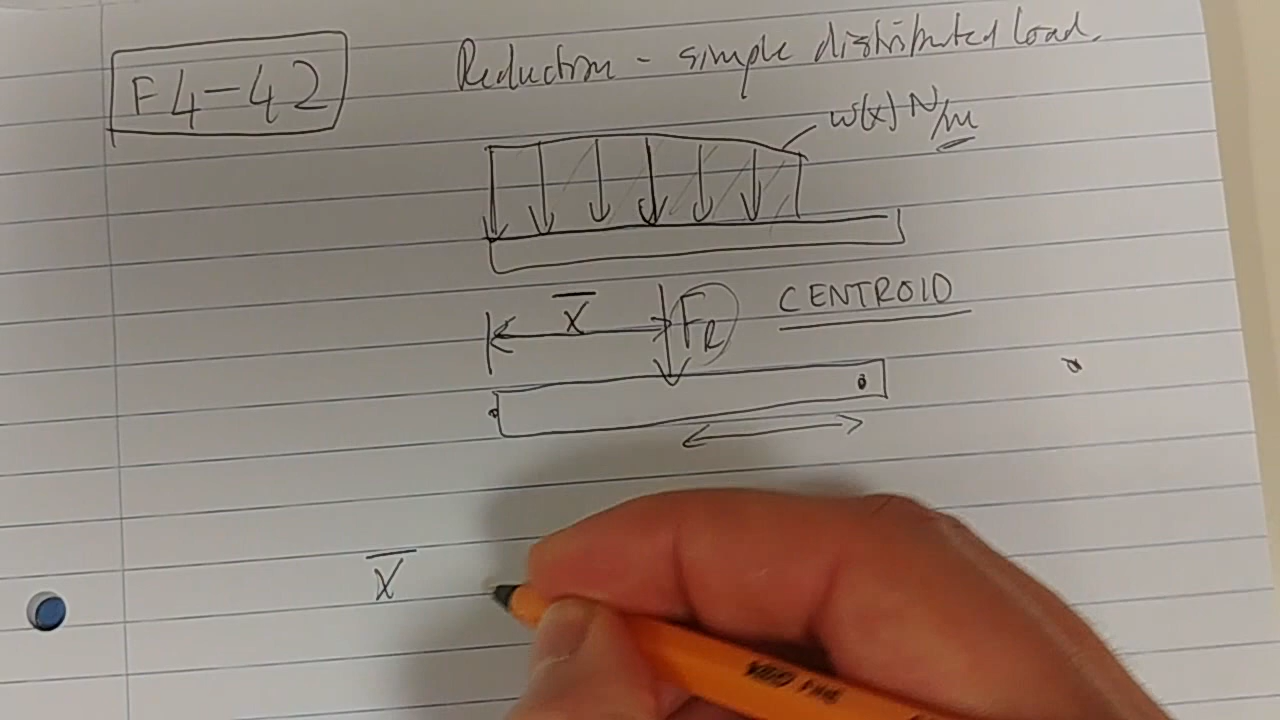 F4-42
Reduction - simple distributed load.
w(x) N/m
x̄
FR
CENTROID
x̄